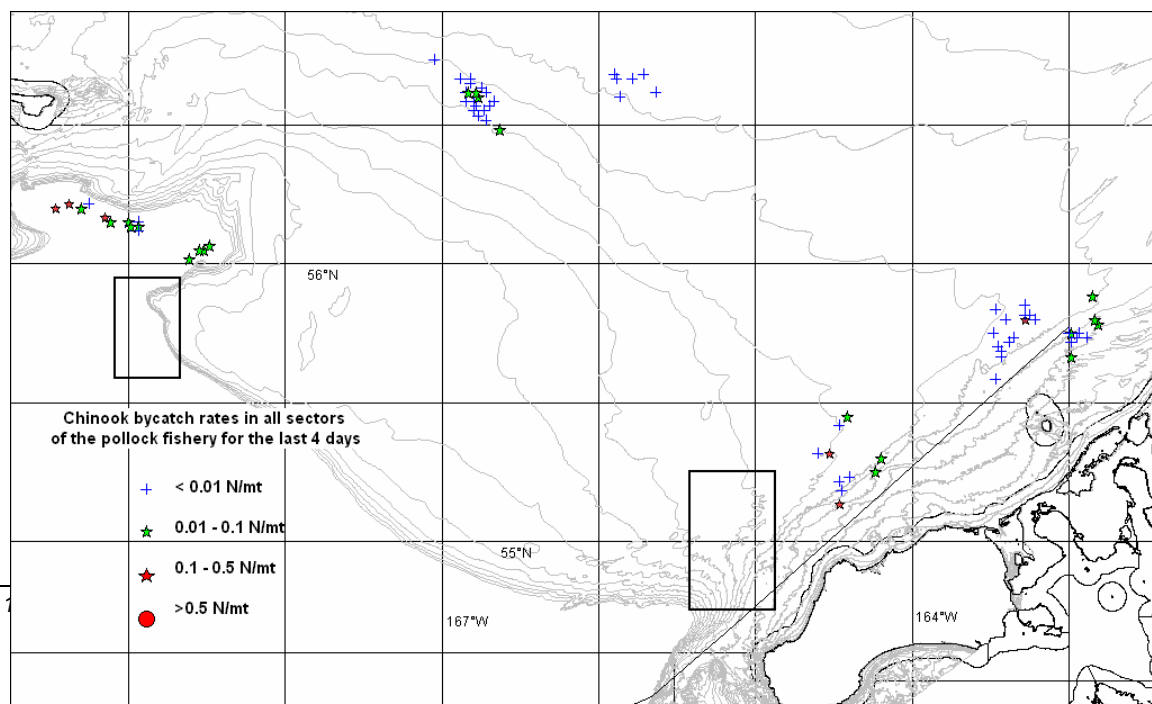 56°N
Chinook bycatch rates in all sectors
of the pollock fishery for the last 4 days
< 0.01 N/mt
0.01 - 0.1 N/mt
0.1 - 0.5 N/mt
>0.5 N/mt
55°N
167°W
164°W